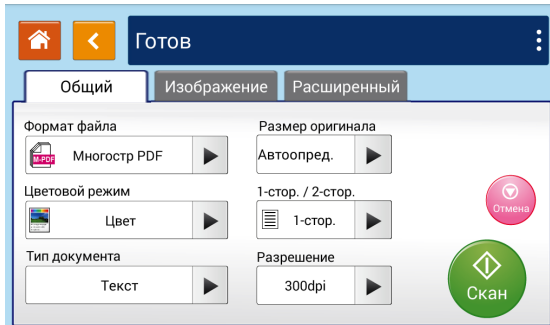 Готов
Общий Изображение Расширенный
Формат файла Размер оригинала
M-PDF Многостр PDF Автоопред.
Цветовой режим 1-стор. / 2-стор.
Цвет 1-стор.
Отмена
Тип документа Разрешение
Текст 300dpi
Скан